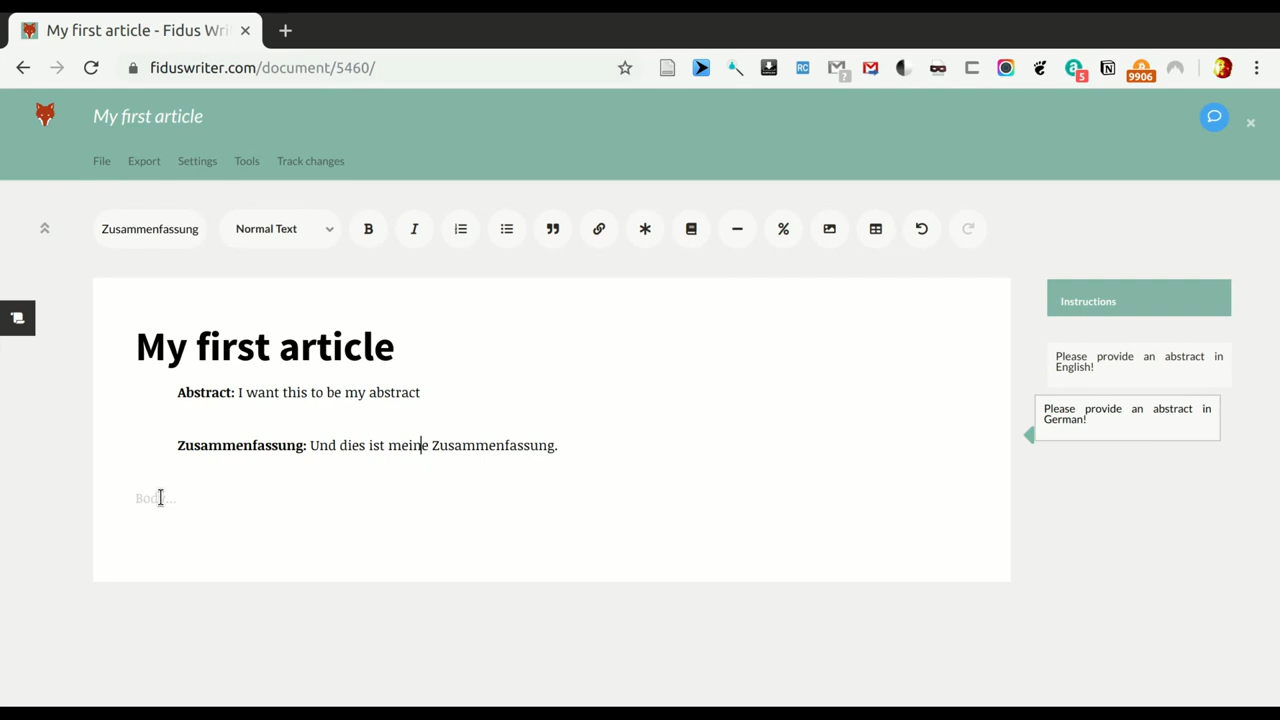 My first article - Fidus Wri
fiduswriter.com/document/5460/
?
5
9906
My first article
File Export Settings Tools Track changes
Zusammenfassung Normal Text B I
My first article
Abstract: I want this to be my abstract
Zusammenfassung: Und dies ist meine Zusammenfassung.
Body...
Instructions
Please provide an abstract in
English!
Please provide an abstract in
German!